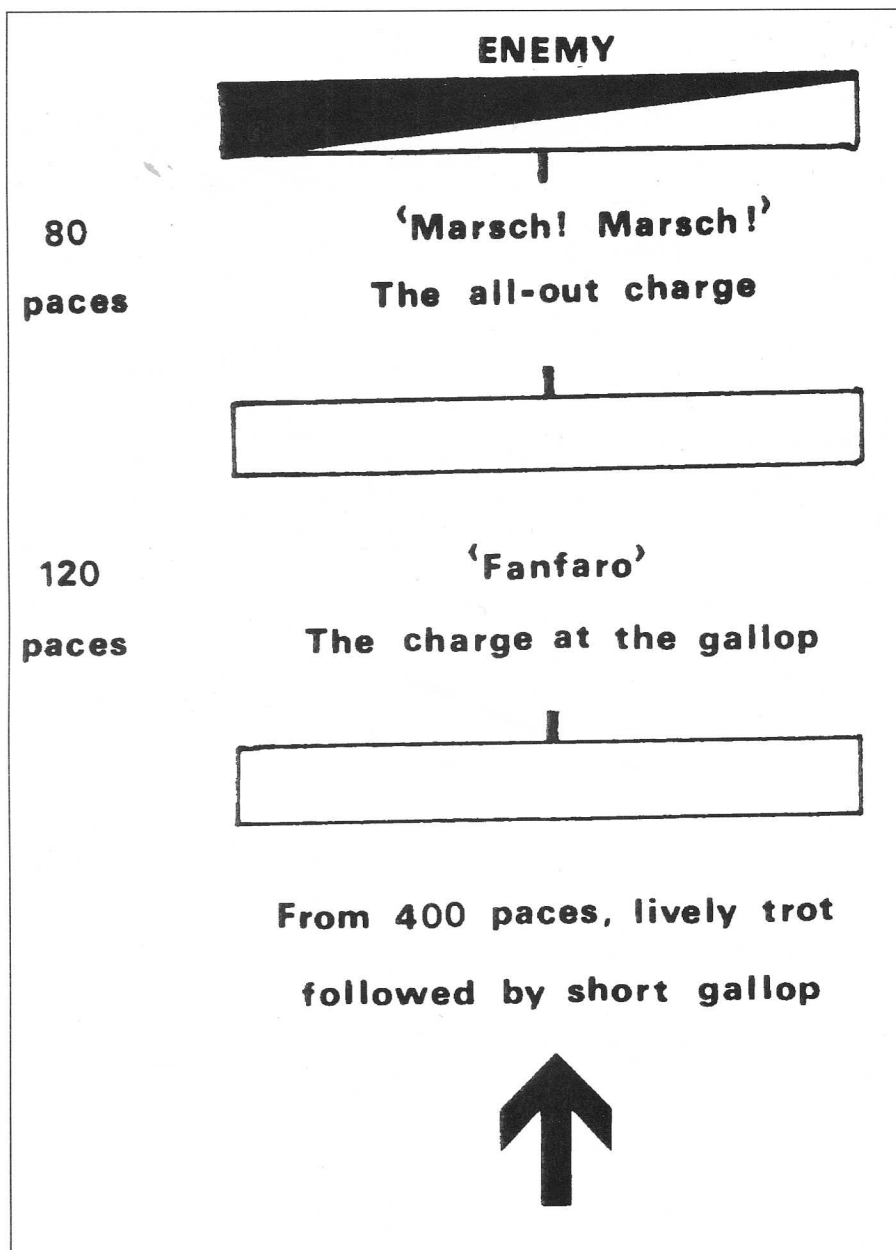 ENEMY
80
paces
‘Marsch! Marsch!’
The all-out charge
120
paces
‘Fanfaro’
The charge at the gallop
From 400 paces, lively trot
followed by short gallop